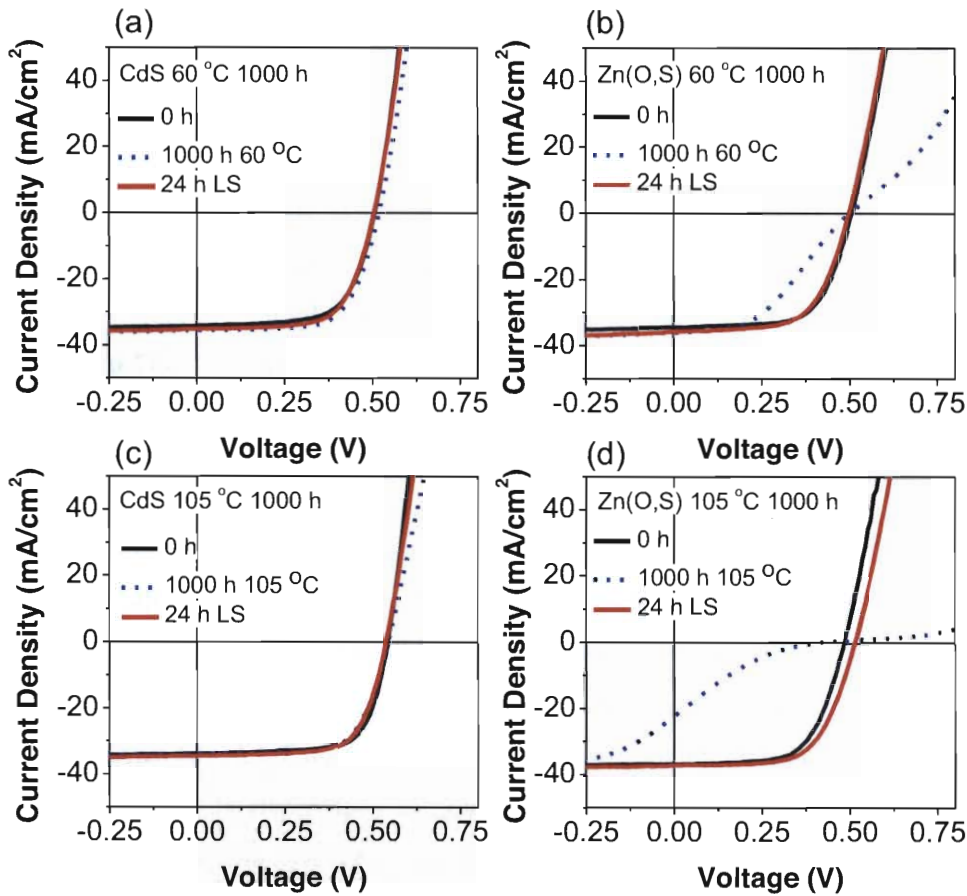 (a)
CdS 60 °C 1000 h
0 h
1000 h 60 °C
24 h LS
Current Density (mA/cm²)
40
20
0
-20
-40
-0.25 0.00 0.25 0.50 0.75
Voltage (V)
(b)
Zn(O,S) 60 °C 1000 h
0 h
1000 h 60 °C
24 h LS
Current Density (mA/cm²)
40
20
0
-20
-40
-0.25 0.00 0.25 0.50 0.75
Voltage (V)
(c)
CdS 105 °C 1000 h
0 h
1000 h 105 °C
24 h LS
Current Density (mA/cm²)
40
20
0
-20
-40
-0.25 0.00 0.25 0.50 0.75
Voltage (V)
(d)
Zn(O,S) 105 °C 1000 h
0 h
1000 h 105 °C
24 h LS
Current Density (mA/cm²)
40
20
0
-20
-40
-0.25 0.00 0.25 0.50 0.75
Voltage (V)